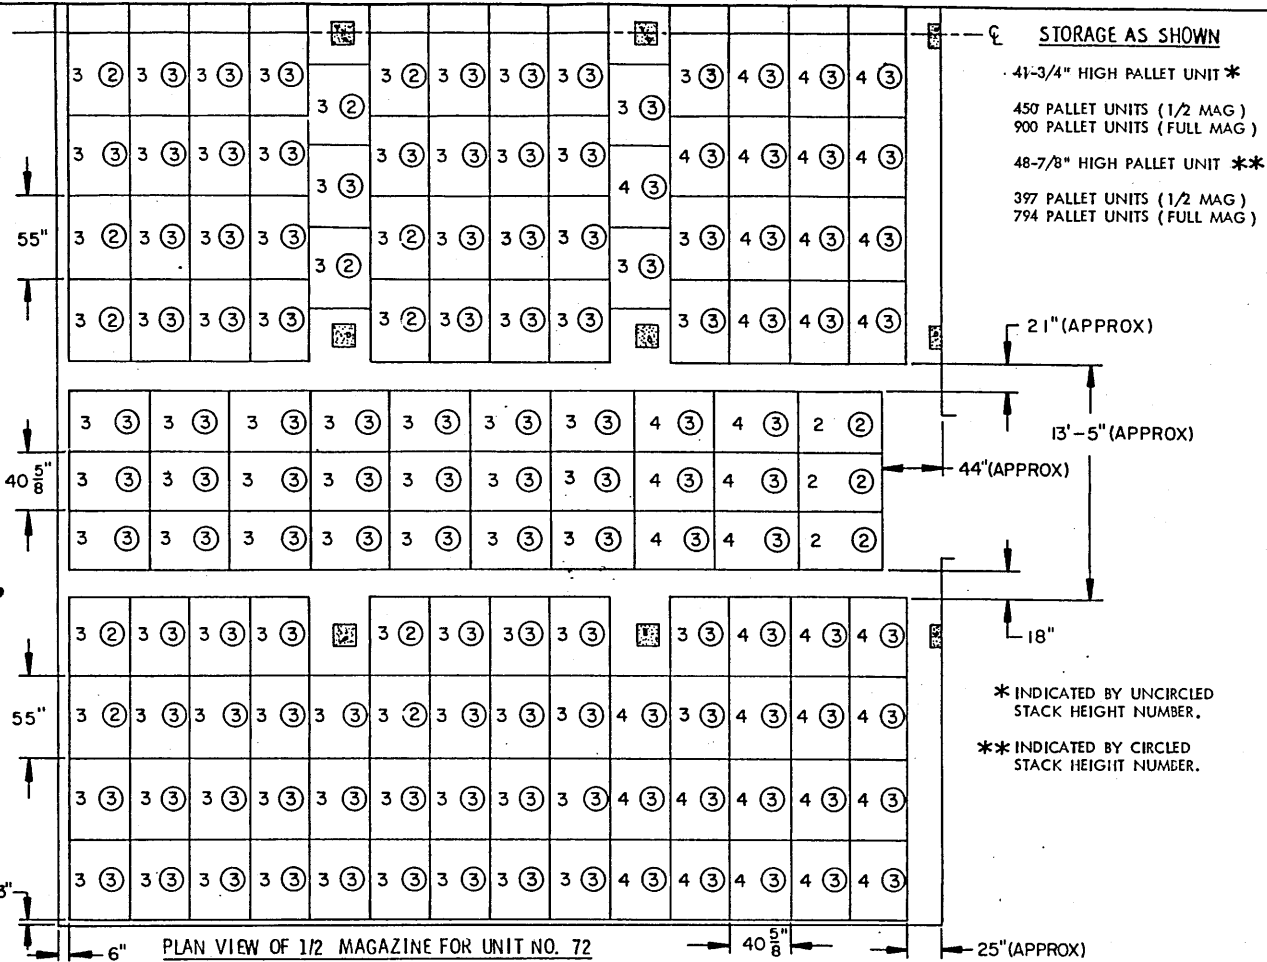 ℄ STORAGE AS SHOWN
41-3/4" HIGH PALLET UNIT *
450 PALLET UNITS (1/2 MAG)
900 PALLET UNITS (FULL MAG)
48-7/8" HIGH PALLET UNIT **
397 PALLET UNITS (1/2 MAG)
794 PALLET UNITS (FULL MAG)
3 ② 3 ③ 3 ③ 3 ③ 3 ② 3 ③ 3 ③ 3 ③ 3 ③ 4 ③ 4 ③ 4 ③
3 ② 3 ③
3 ③ 3 ③ 3 ③ 3 ③ 3 ③ 3 ③ 3 ③ 3 ③ 4 ③ 4 ③ 4 ③ 4 ③
3 ③ 4 ③
55"
3 ② 3 ③ 3 ③ 3 ③ 3 ② 3 ③ 3 ③ 3 ③ 3 ③ 4 ③ 4 ③ 4 ③
3 ② 3 ③
3 ② 3 ③ 3 ③ 3 ③ 3 ② 3 ③ 3 ③ 3 ③ 3 ③ 4 ③ 4 ③ 4 ③
21" (APPROX)
3 ③ 3 ③ 3 ③ 3 ③ 3 ③ 3 ③ 3 ③ 4 ③ 4 ③ 2 ②
13'-5" (APPROX)
40 5/8"
3 ③ 3 ③ 3 ③ 3 ③ 3 ③ 3 ③ 3 ③ 4 ③ 4 ③ 2 ②
44" (APPROX)
3 ③ 3 ③ 3 ③ 3 ③ 3 ③ 3 ③ 3 ③ 4 ③ 4 ③ 2 ②
3 ② 3 ③ 3 ③ 3 ③ 3 ② 3 ③ 3 ③ 3 ③ 3 ③ 4 ③ 4 ③ 4 ③
18"
55"
3 ② 3 ③ 3 ③ 3 ③ 3 ③ 3 ② 3 ③ 3 ③ 3 ③ 4 ③ 3 ③ 4 ③ 4 ③ 4 ③
* INDICATED BY UNCIRCLED
STACK HEIGHT NUMBER.
** INDICATED BY CIRCLED
STACK HEIGHT NUMBER.
3 ③ 3 ③ 3 ③ 3 ③ 3 ③ 3 ③ 3 ③ 3 ③ 3 ③ 4 ③ 4 ③ 4 ③ 4 ③ 4 ③
3 ③ 3 ③ 3 ③ 3 ③ 3 ③ 3 ③ 3 ③ 3 ③ 3 ③ 4 ③ 4 ③ 4 ③ 4 ③ 4 ③
3"
6"
PLAN VIEW OF 1/2 MAGAZINE FOR UNIT NO. 72
40 5/8"
25" (APPROX)